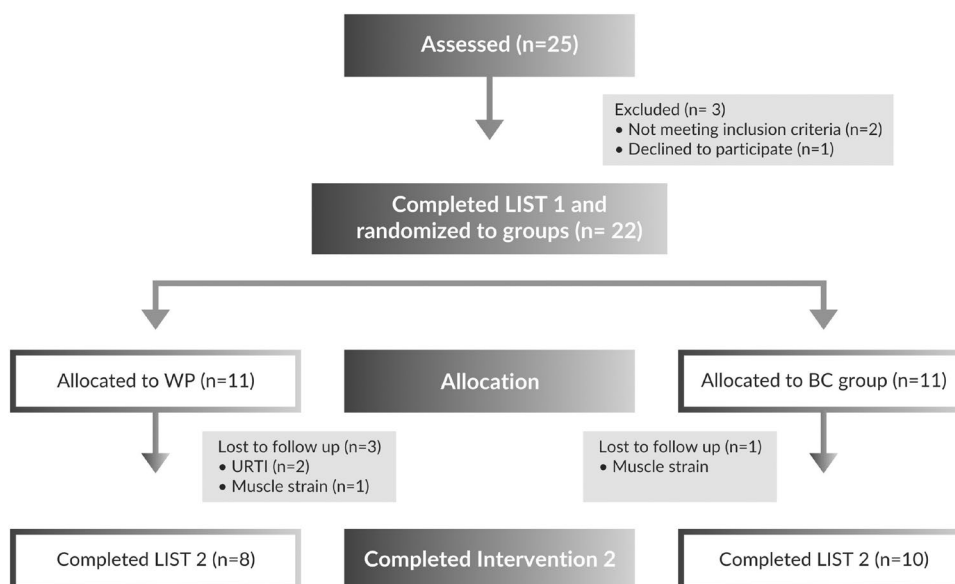 Assessed (n=25)
Excluded (n= 3)
• Not meeting inclusion criteria (n=2)
• Declined to participate (n=1)
Completed LIST 1 and
randomized to groups (n= 22)
Allocated to WP (n=11)
Allocation
Allocated to BC group (n=11)
Lost to follow up (n=3)
• URTI (n=2)
• Muscle strain (n=1)
Lost to follow up (n=1)
• Muscle strain
Completed LIST 2 (n=8)
Completed Intervention 2
Completed LIST 2 (n=10)